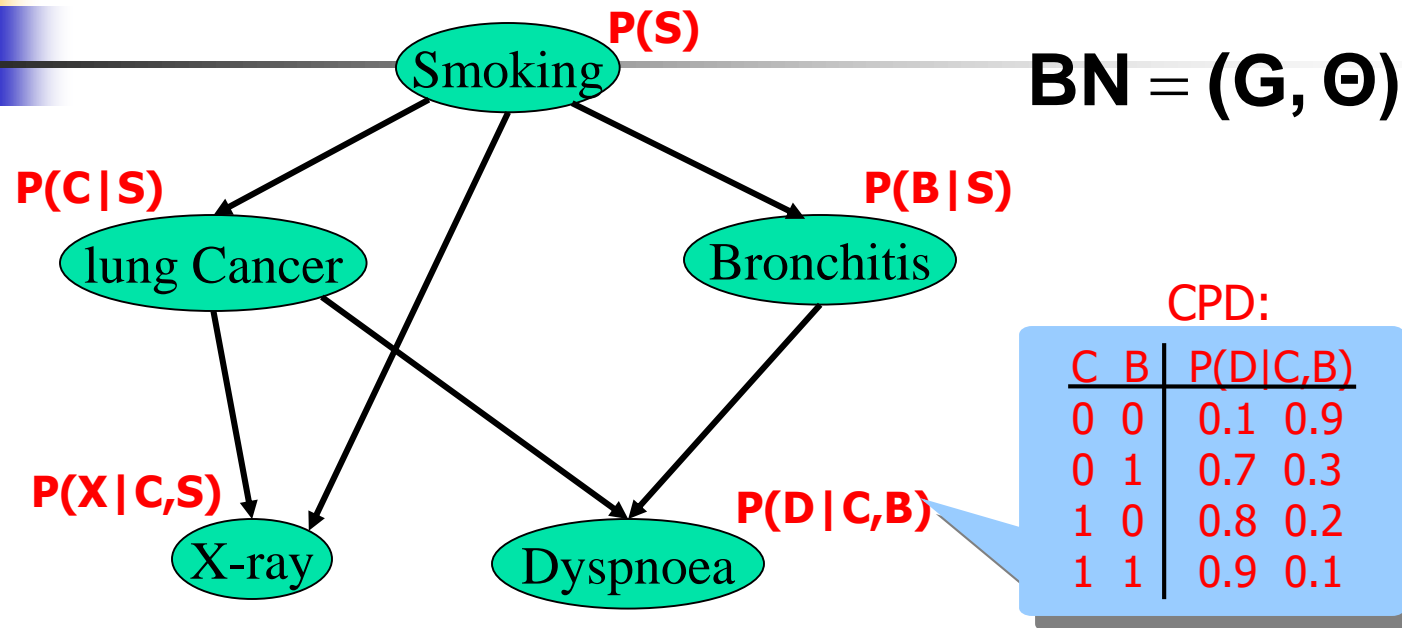 P(S)
Smoking
BN = (G, Θ)
P(C|S)
P(B|S)
lung Cancer
Bronchitis
CPD:
C B P(D|C,B)
0 0 0.1 0.9
0 1 0.7 0.3
1 0 0.8 0.2
1 1 0.9 0.1
P(X|C,S)
P(D|C,B)
X-ray
Dyspnoea